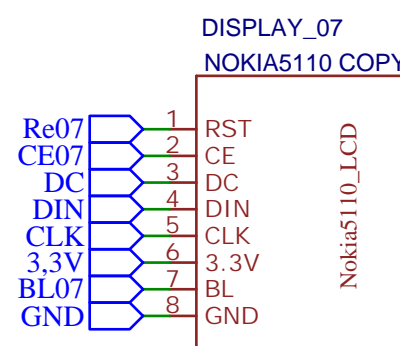 DISPLAY_07
NOKIA5110 COPY
Re07 1 RST
CE07 2 CE
DC 3 DC
DIN 4 DIN
CLK 5 CLK
3,3V 6 3.3V
BL07 7 BL
GND 8 GND
Nokia5110_LCD